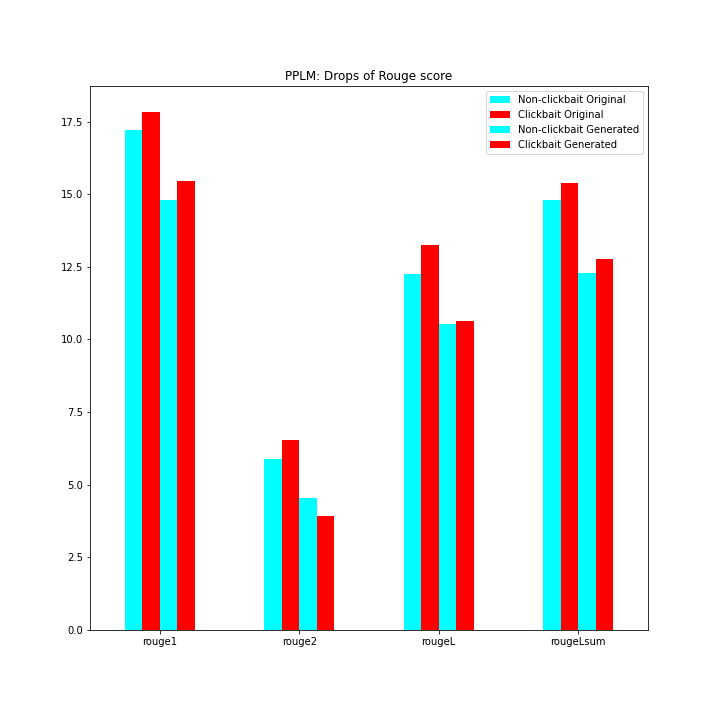 PPLM: Drops of Rouge score
Non-clickbait Original
Clickbait Original
Non-clickbait Generated
Clickbait Generated
17.5
15.0
12.5
10.0
7.5
5.0
2.5
0.0
rouge1
rouge2
rougeL
rougeLsum